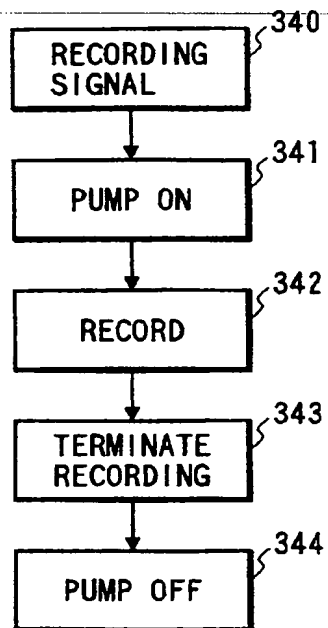 340
RECORDING
SIGNAL
341
PUMP ON
342
RECORD
343
TERMINATE
RECORDING
344
PUMP OFF